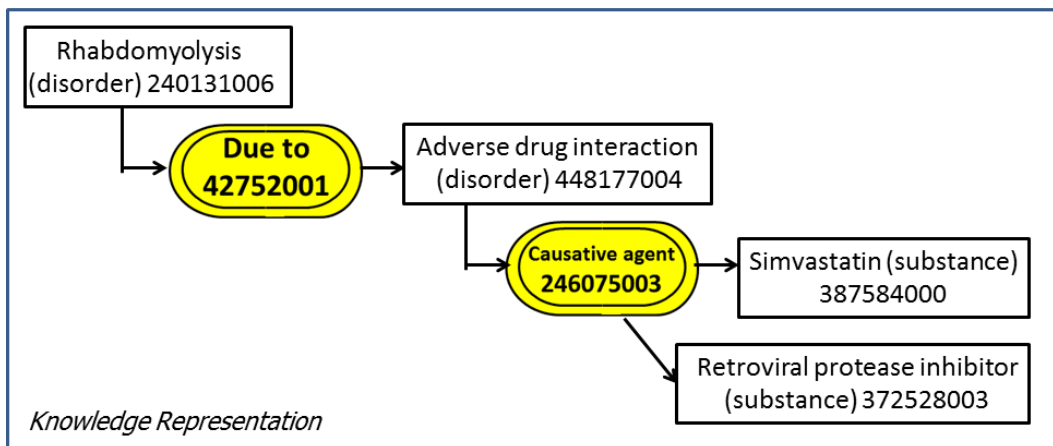 Rhabdomyolysis
(disorder) 240131006
Due to
42752001
Adverse drug interaction
(disorder) 448177004
Causative agent
246075003
Simvastatin (substance)
387584000
Retroviral protease inhibitor
(substance) 372528003
Knowledge Representation